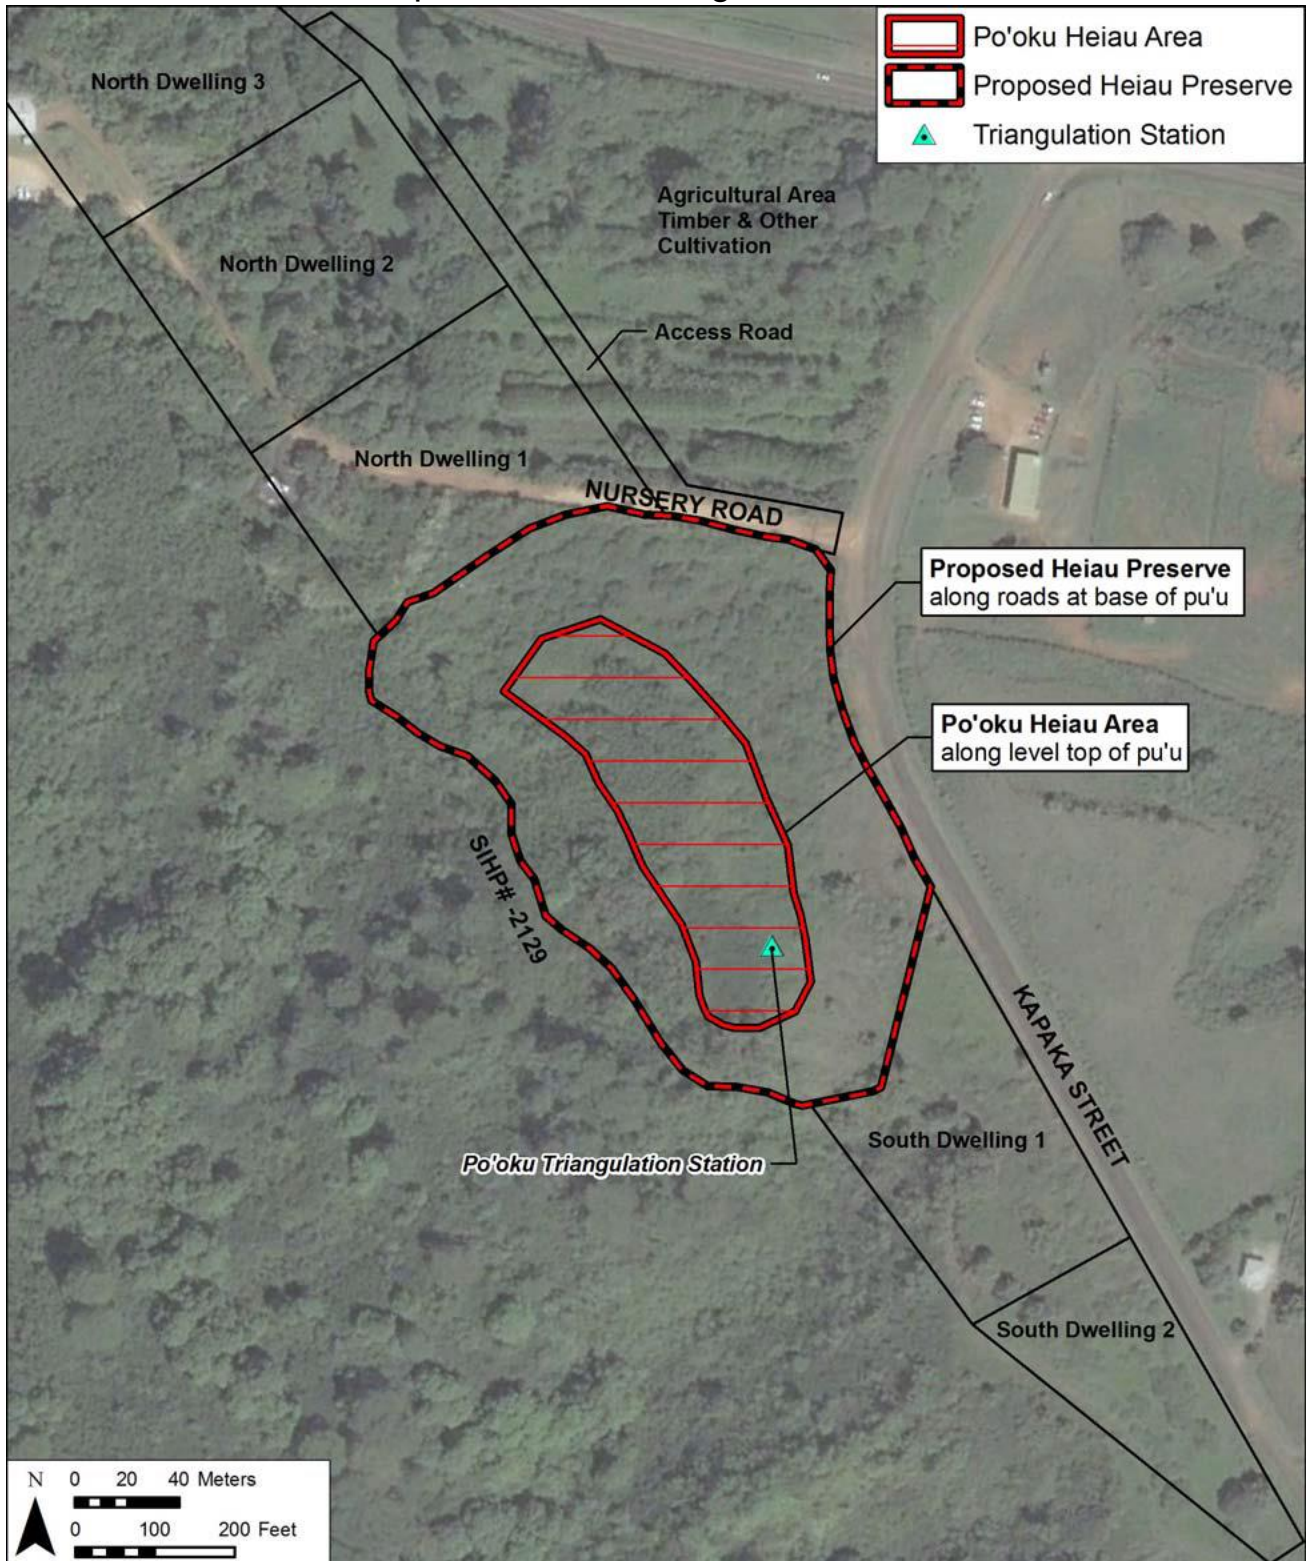 Po'oku Heiau Area
Proposed Heiau Preserve
Triangulation Station
North Dwelling 3
Agricultural Area
Timber & Other
Cultivation
North Dwelling 2
Access Road
North Dwelling 1
NURSERY ROAD
Proposed Heiau Preserve
along roads at base of pu'u
Po'oku Heiau Area
along level top of pu'u
SIHP# -2129
KAPAKA STREET
South Dwelling 1
Po'oku Triangulation Station
South Dwelling 2
N 0 20 40 Meters
0 100 200 Feet